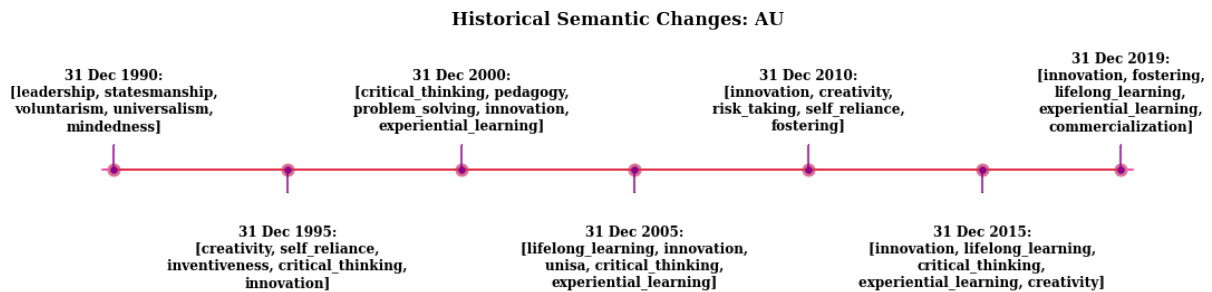 Historical Semantic Changes: AU
31 Dec 1990:
[leadership, statesmanship,
voluntarism, universalism,
mindedness]
31 Dec 1995:
[creativity, self_reliance,
inventiveness, critical_thinking,
innovation]
31 Dec 2000:
[critical_thinking, pedagogy,
problem_solving, innovation,
experiential_learning]
31 Dec 2005:
[lifelong_learning, innovation,
unisa, critical_thinking,
experiential_learning]
31 Dec 2010:
[innovation, creativity,
risk_taking, self_reliance,
fostering]
31 Dec 2015:
[innovation, lifelong_learning,
critical_thinking,
experiential_learning, creativity]
31 Dec 2019:
[innovation, fostering,
lifelong_learning,
experiential_learning,
commercialization]